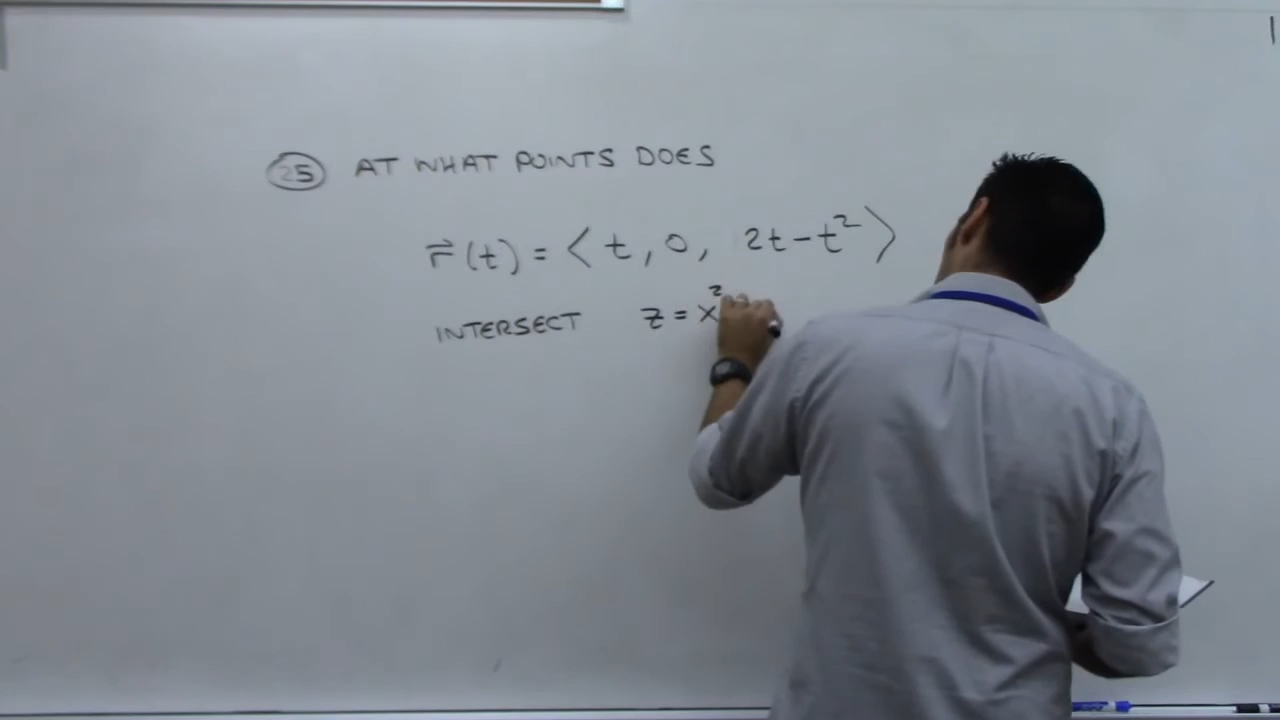 25 AT WHAT POINTS DOES
r⃗(t) = ⟨t, 0, 2t-t²⟩
INTERSECT z = x²